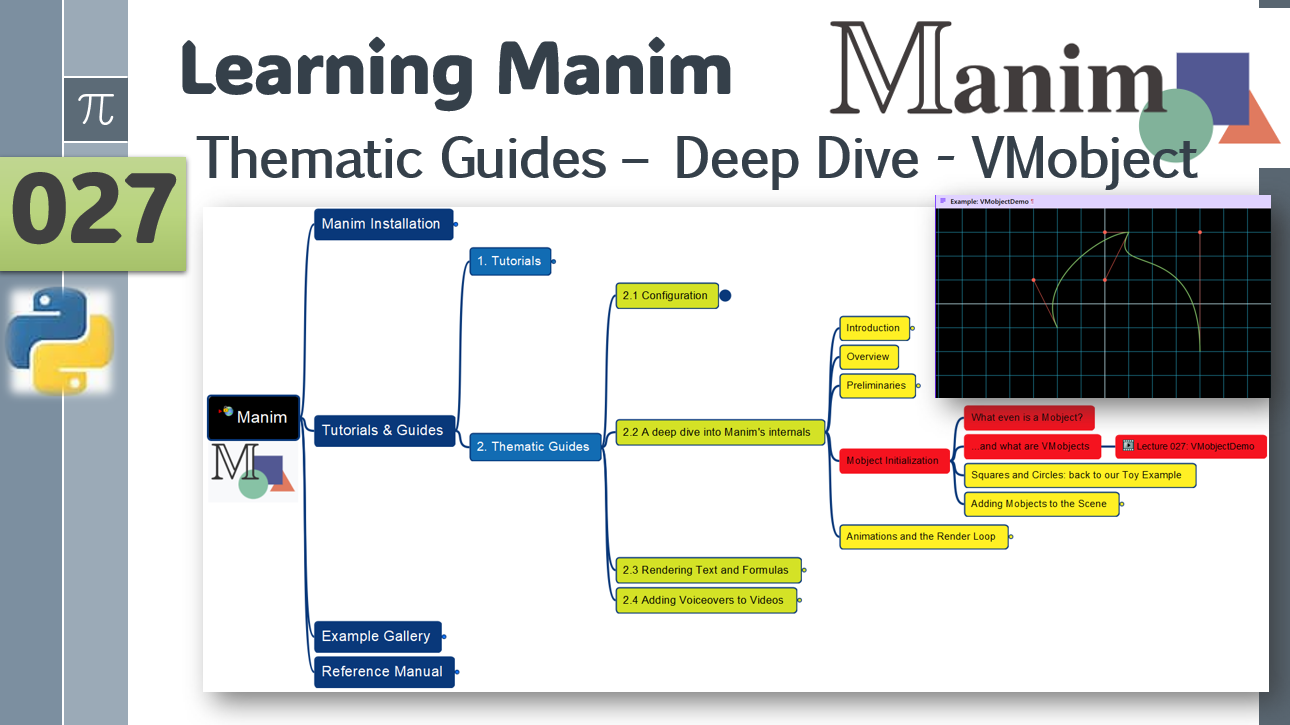 Learning Manim
Manim
π
Thematic Guides – Deep Dive - VMobject
027
Example: VMobjectDemo ¶
Manim Installation
1. Tutorials
2.1 Configuration
Introduction
Overview
Preliminaries
Manim
Tutorials & Guides
2. Thematic Guides
2.2 A deep dive into Manim's internals
Mobject Initialization
What even is a Mobject?
...and what are VMobjects
Lecture 027: VMobjectDemo
Squares and Circles: back to our Toy Example
Adding Mobjects to the Scene
M
Animations and the Render Loop
2.3 Rendering Text and Formulas
2.4 Adding Voiceovers to Videos
Example Gallery
Reference Manual